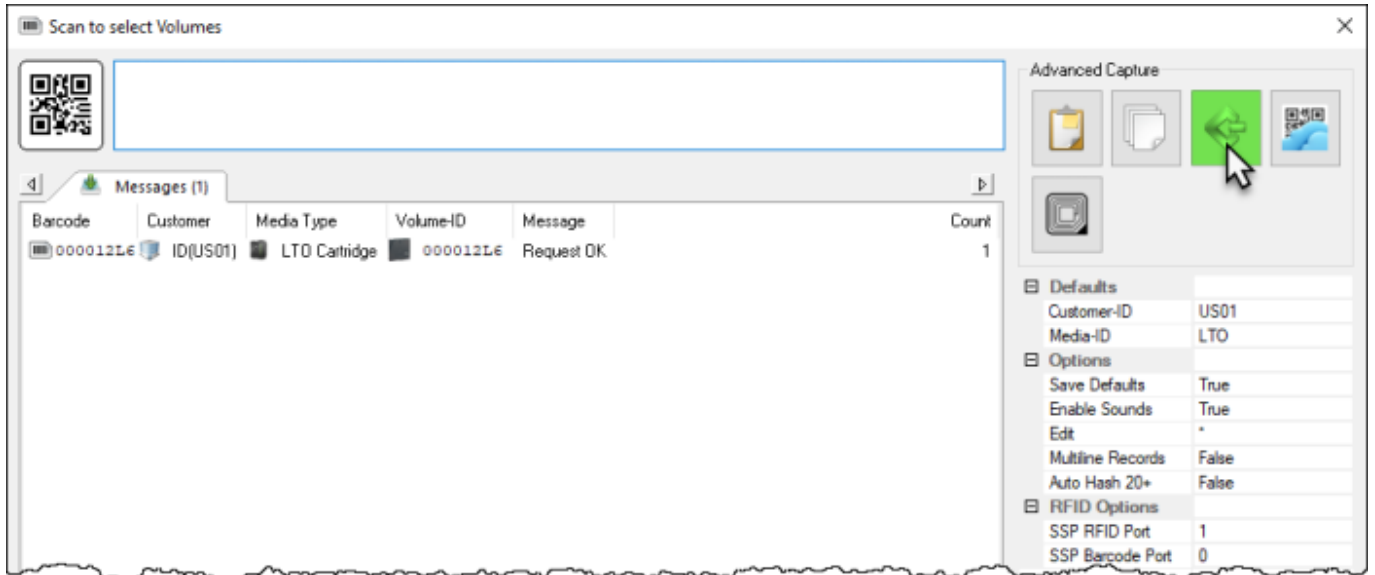 Scan to select Volumes
Advanced Capture
Messages (1)
Barcode Customer Media Type Volume-ID Message Count
000012L6 ID(US01) LTO Cartridge 000012L6 Request OK 1
Defaults
Customer-ID US01
Media-ID LTO
Options
Save Defaults True
Enable Sounds True
Edit *
Multiline Records False
Auto Hash 20+ False
RFID Options
SSP RFID Port 1
SSP Barcode Port 0